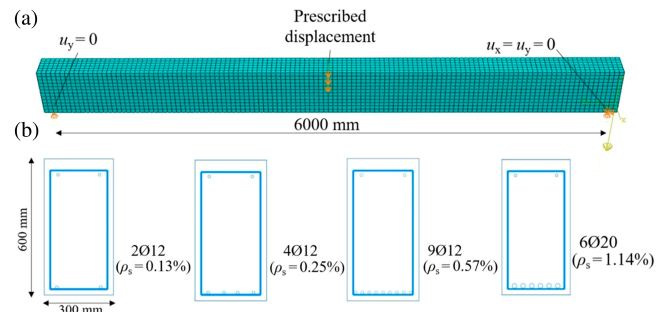 (a)
Prescribed
displacement
uy = 0
ux = uy = 0
6000 mm
(b)
600 mm
300 mm
2Ø12
(ρs = 0.13%)
4Ø12
(ρs = 0.25%)
9Ø12
(ρs = 0.57%)
6Ø20
(ρs = 1.14%)